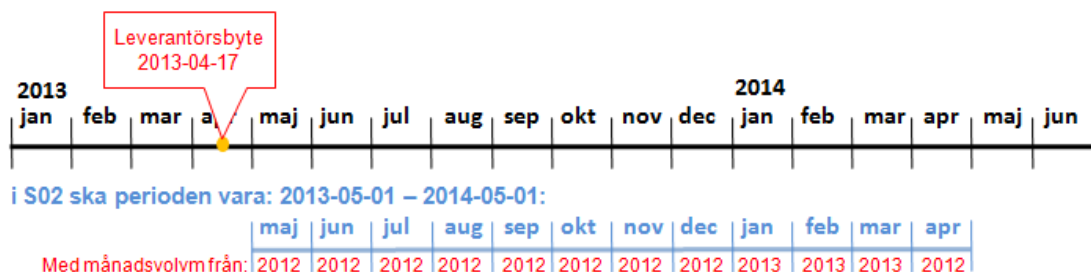 Leverantörsbyte
2013-04-17
2013 2014
jan feb mar apr maj jun jul aug sep okt nov dec jan feb mar apr maj jun
i S02 ska perioden vara: 2013-05-01 – 2014-05-01:
maj jun jul aug sep okt nov dec jan feb mar apr
Med månadsvolym från: 2012 2012 2012 2012 2012 2012 2012 2012 2013 2013 2013 2012